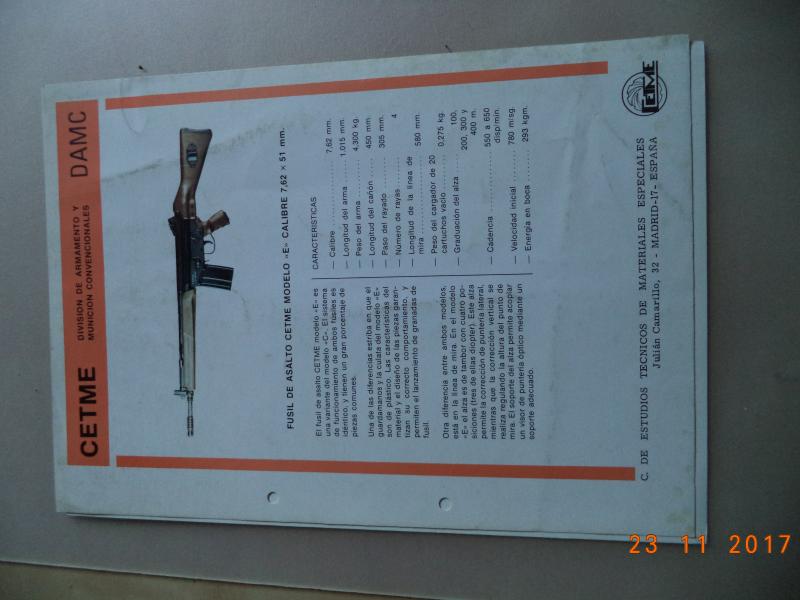 CETME
DIVISION DE ARMAMENTO Y
MUNICION CONVENCIONALES
DAMC
FUSIL DE ASALTO CETME MODELO «E» CALIBRE 7,62 × 51 mm.
El fusil de asalto CETME modelo «E» es
una variante del modelo «C». El sistema
de funcionamiento de ambos fusiles es
idéntico, y tienen un gran porcentaje de
piezas comunes.
Una de las diferencias estriba en que el
guardamanos y la culata del modelo «E»
son de plástico. Las características del
material y el diseño de las piezas garan-
tizan su correcto comportamiento, y
permiten el lanzamiento de granadas de
fusil.
Otra diferencia entre ambos modelos,
está en la línea de mira. En el modelo
«E» el alza es de tambor con cuatro po-
siciones (tres de ellas diopter). Este alza
permite la corrección de puntería lateral,
mientras que la corrección vertical se
realiza regulando la altura del punto de
mira. El soporte del alza permite acoplar
un visor de puntería óptico mediante un
soporte adecuado.
CARACTERISTICAS
— Calibre ........ 7,62 mm.
— Longitud del arma ........ 1.015 mm.
— Peso del arma ........ 4,300 kg.
— Longitud del cañón ........ 450 mm.
— Paso del rayado ........ 305 mm.
— Número de rayas ........ 4
— Longitud de la línea de
mira ........ 580 mm.
— Peso del cargador de 20
cartuchos vacío ........ 0,275 kg.
— Graduación del alza ........ 100,
200, 300 y
400 m.
— Cadencia ........ 550 a 650
disp/min.
— Velocidad inicial ........ 780 m/sg.
— Energía en boca ........ 293 kgm.
C. DE ESTUDIOS TECNICOS DE MATERIALES ESPECIALES
Julián Camarillo, 32 - MADRID-17 - ESPAÑA
CETME
23 11 2017